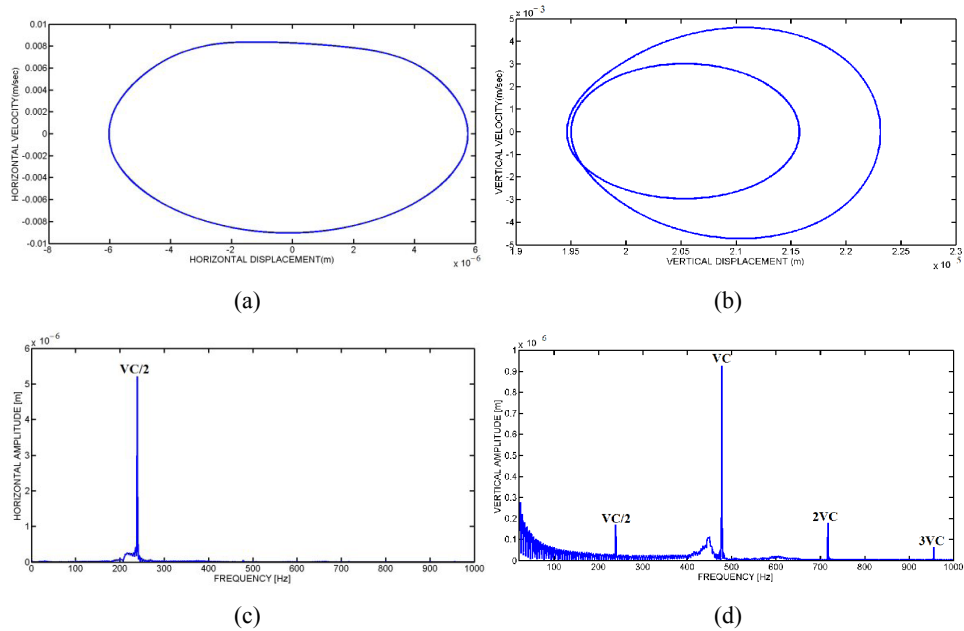 0.01
0.008
0.006
0.004
0.002
0
-0.002
-0.004
-0.006
-0.008
-0.01
HORIZONTAL VELOCITY(m/sec)
-8 -6 -4 -2 0 2 4 6
HORIZONTAL DISPLACEMENT(m)
x 10⁻⁶
(a)
x 10⁻³
5
4
3
2
1
0
-1
-2
-3
-4
-5
VERTICAL VELOCITY(m/sec)
1.9 1.95 2 2.05 2.1 2.15 2.2 2.25 2.3
VERTICAL DISPLACEMENT (m)
x 10⁻⁵
(b)
x 10⁻⁶
6
5
4
3
2
1
0
HORIZONTAL AMPLITUDE [m]
VC/2
0 100 200 300 400 500 600 700 800 900 1000
FREQUENCY [Hz]
(c)
x 10⁻⁶
1
0.9
0.8
0.7
0.6
0.5
0.4
0.3
0.2
0.1
0
VERTICAL AMPLITUDE [m]
VC
VC/2
2VC
3VC
100 200 300 400 500 600 700 800 900 1000
FREQUENCY [Hz]
(d)